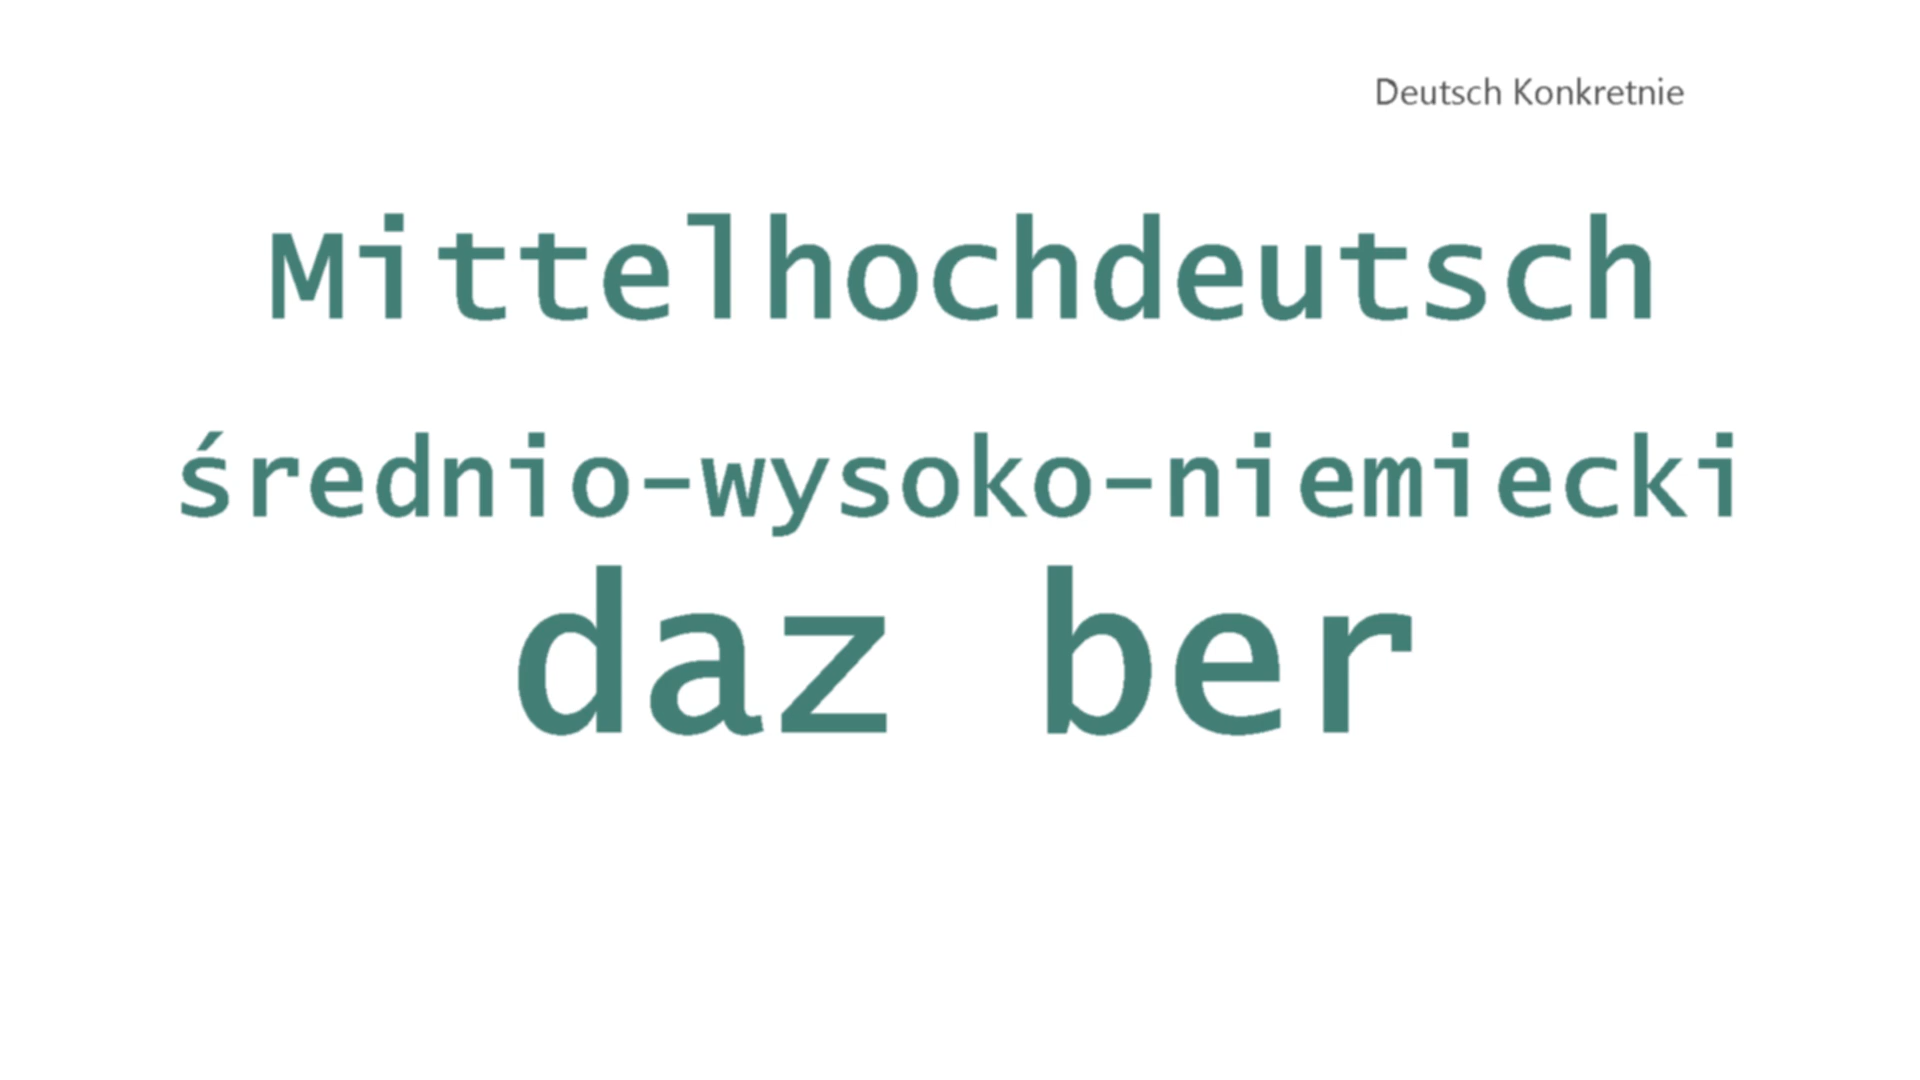 Deutsch Konkretnie
Mittelhochdeutsch
średnio-wysoko-niemiecki
daz ber